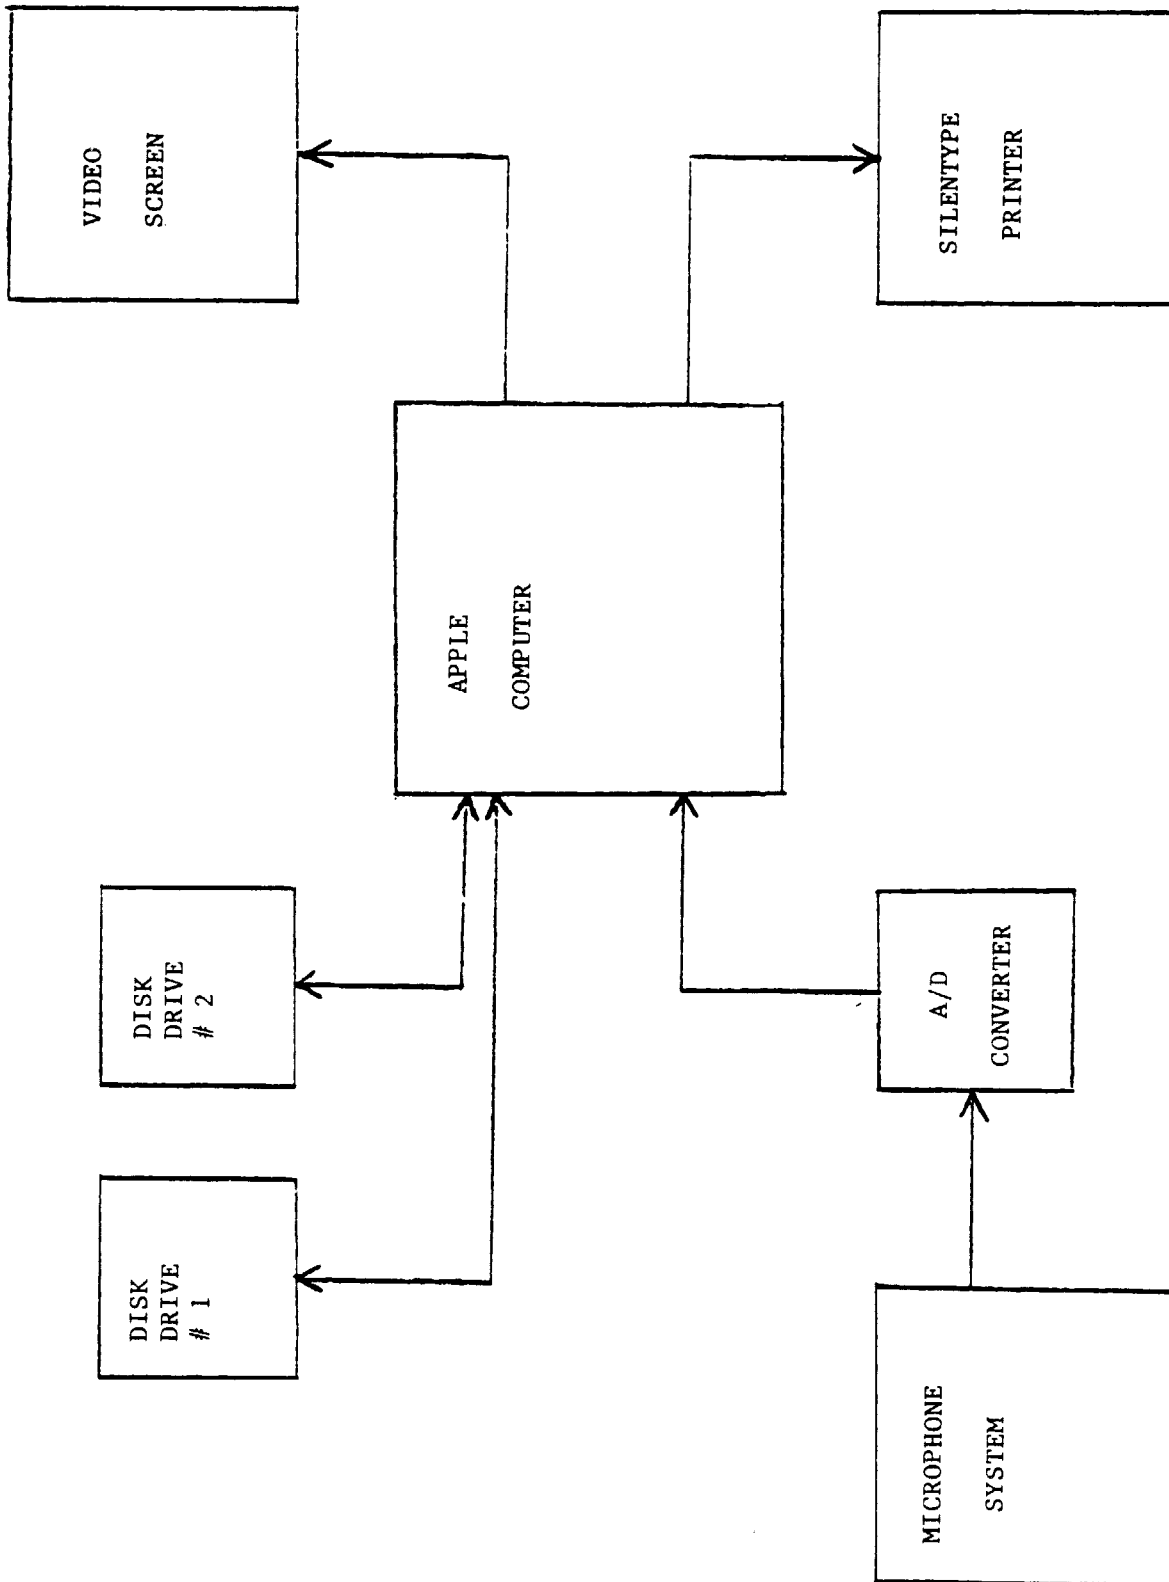 DISK
DRIVE
# 1
DISK
DRIVE
# 2
VIDEO
SCREEN
APPLE
COMPUTER
MICROPHONE
SYSTEM
A/D
CONVERTER
SILENTYPE
PRINTER